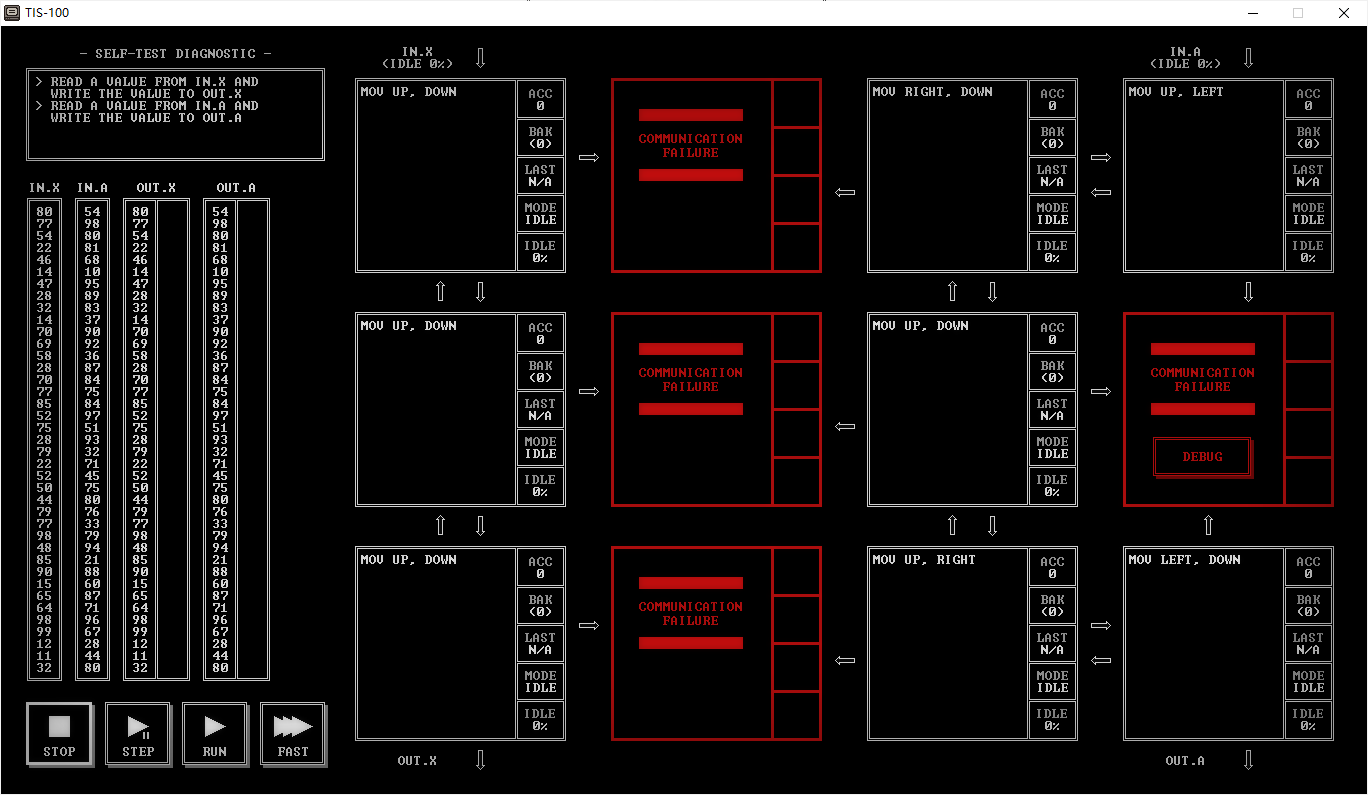 TIS-100
- SELF-TEST DIAGNOSTIC -
> READ A VALUE FROM IN.X AND
WRITE THE VALUE TO OUT.X
> READ A VALUE FROM IN.A AND
WRITE THE VALUE TO OUT.A
IN.X IN.A OUT.X OUT.A
80 54 80 54
77 98 77 98
54 80 54 80
22 81 22 81
46 68 46 68
14 10 14 10
47 95 47 95
28 89 28 89
32 83 32 83
14 37 14 37
70 90 70 90
69 92 69 92
58 36 58 36
28 87 28 87
70 84 70 84
77 75 77 75
85 84 85 84
52 97 52 97
75 51 75 51
28 93 28 93
79 32 79 32
22 71 22 71
52 45 52 45
50 75 50 75
44 80 44 80
79 76 79 76
77 33 77 33
98 79 98 79
48 94 48 94
85 21 85 21
90 88 90 88
15 60 15 60
65 87 65 87
64 71 64 71
98 96 98 96
99 67 99 67
12 28 12 28
11 44 11 44
32 80 32 80
STOP STEP RUN FAST
IN.X
(IDLE 0%)
IN.A
(IDLE 0%)
MOV UP, DOWN
ACC
0
BAK
(0)
LAST
N/A
MODE
IDLE
IDLE
0%
COMMUNICATION
FAILURE
MOV RIGHT, DOWN
ACC
0
BAK
(0)
LAST
N/A
MODE
IDLE
IDLE
0%
MOV UP, LEFT
ACC
0
BAK
(0)
LAST
N/A
MODE
IDLE
IDLE
0%
MOV UP, DOWN
ACC
0
BAK
(0)
LAST
N/A
MODE
IDLE
IDLE
0%
COMMUNICATION
FAILURE
MOV UP, DOWN
ACC
0
BAK
(0)
LAST
N/A
MODE
IDLE
IDLE
0%
COMMUNICATION
FAILURE
DEBUG
MOV UP, DOWN
ACC
0
BAK
(0)
LAST
N/A
MODE
IDLE
IDLE
0%
COMMUNICATION
FAILURE
MOV UP, RIGHT
ACC
0
BAK
(0)
LAST
N/A
MODE
IDLE
IDLE
0%
MOV LEFT, DOWN
ACC
0
BAK
(0)
LAST
N/A
MODE
IDLE
IDLE
0%
OUT.X
OUT.A